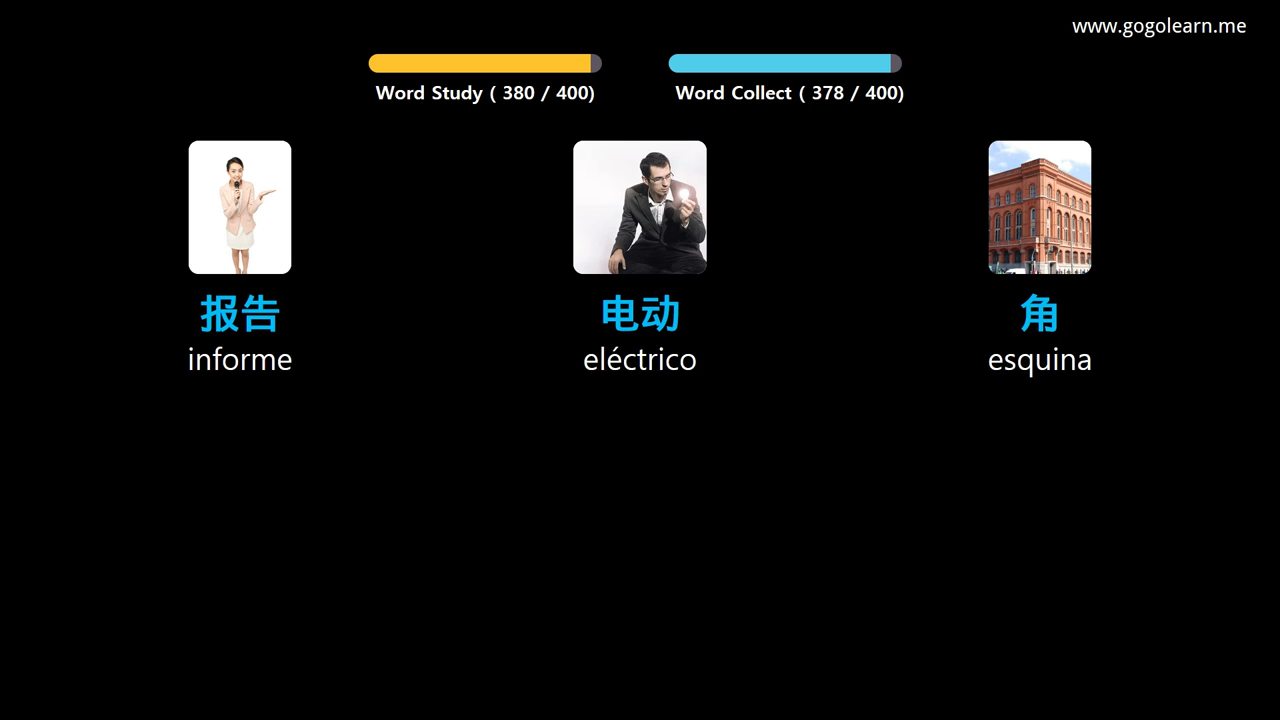 www.gogolearn.me
Word Study ( 380 / 400)
Word Collect ( 378 / 400)
报告
电动
角
informe
eléctrico
esquina